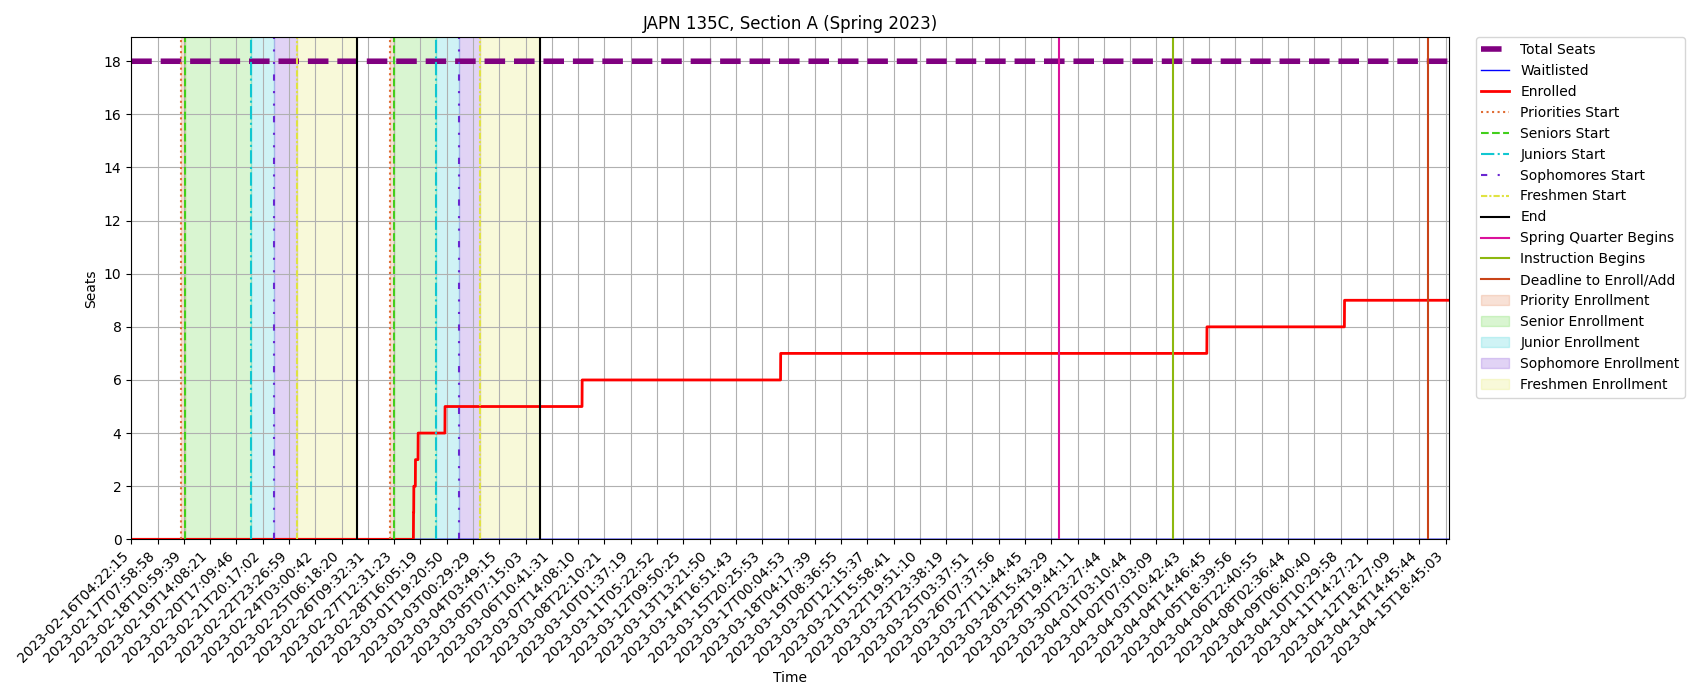 JAPN 135C, Section A (Spring 2023)
Seats
18
16
14
12
10
8
6
4
2
0
2023-02-16T04:22:15
2023-02-17T07:58:58
2023-02-18T10:59:39
2023-02-19T14:08:21
2023-02-20T17:09:46
2023-02-21T20:17:02
2023-02-22T23:26:59
2023-02-24T03:00:42
2023-02-25T06:18:20
2023-02-26T09:32:31
2023-02-27T12:31:23
2023-02-28T16:05:19
2023-03-01T19:20:50
2023-03-03T00:29:29
2023-03-04T03:49:15
2023-03-05T07:15:03
2023-03-06T10:41:31
2023-03-07T14:08:10
2023-03-08T22:10:21
2023-03-10T01:37:19
2023-03-11T05:22:52
2023-03-12T09:50:25
2023-03-13T13:21:50
2023-03-14T16:51:43
2023-03-15T20:25:53
2023-03-17T00:04:53
2023-03-18T04:17:39
2023-03-19T08:36:55
2023-03-20T12:15:37
2023-03-21T15:58:41
2023-03-22T19:51:10
2023-03-23T23:38:19
2023-03-25T03:37:51
2023-03-26T07:37:56
2023-03-27T11:44:45
2023-03-28T15:43:29
2023-03-29T19:44:11
2023-03-30T23:27:44
2023-04-01T03:10:44
2023-04-02T07:03:09
2023-04-03T10:42:43
2023-04-04T14:46:45
2023-04-05T18:39:56
2023-04-06T22:40:55
2023-04-08T02:36:44
2023-04-09T06:40:40
2023-04-10T10:29:58
2023-04-11T14:27:21
2023-04-12T18:27:09
2023-04-14T14:45:44
2023-04-15T18:45:03
Time
Total Seats
Waitlisted
Enrolled
Priorities Start
Seniors Start
Juniors Start
Sophomores Start
Freshmen Start
End
Spring Quarter Begins
Instruction Begins
Deadline to Enroll/Add
Priority Enrollment
Senior Enrollment
Junior Enrollment
Sophomore Enrollment
Freshmen Enrollment